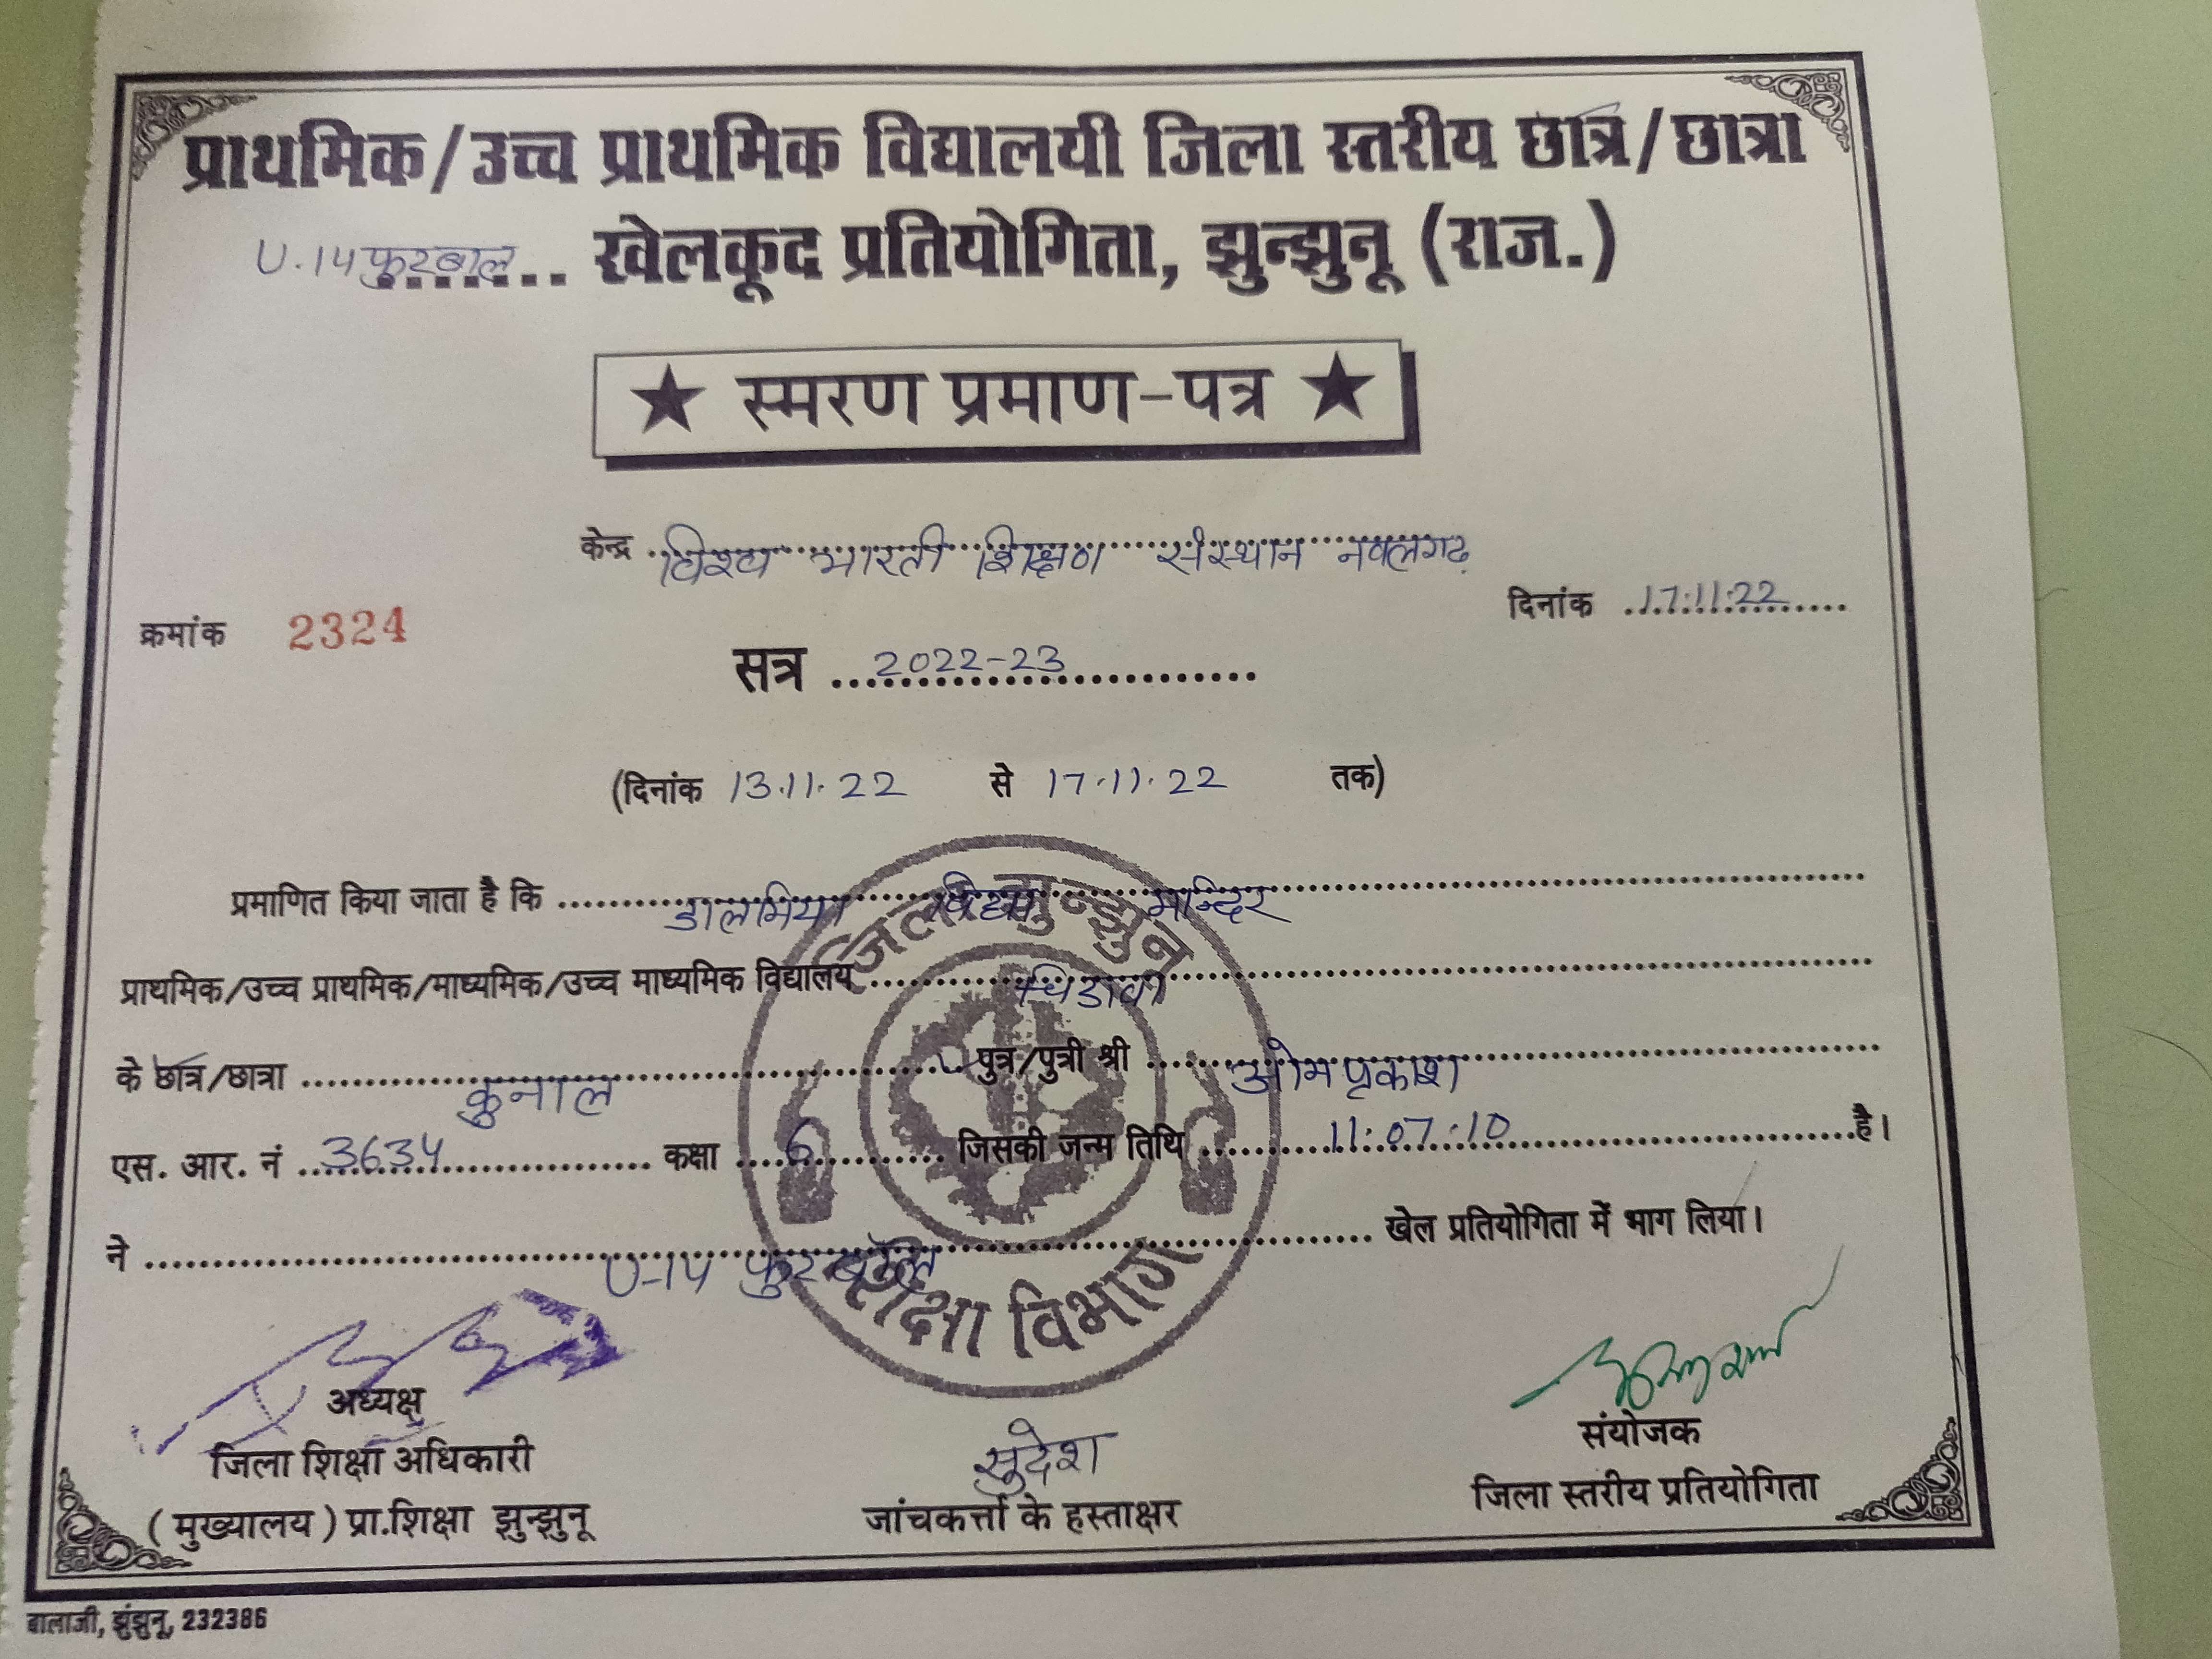 प्राथमिक/उच्च प्राथमिक विद्यालयी जिला स्तरीय छात्र/छात्रा
U-14 फुटबाल....... खेलकूद प्रतियोगिता, झुन्झुनू (राज.)
★ स्मरण प्रमाण-पत्र ★
केन्द्र विश्व भारती शिक्षण संस्थान नवलगढ़
क्रमांक 2324
दिनांक 17.11.22
सत्र 2022-23
(दिनांक 13.11.22 से 17.11.22 तक)
प्रमाणित किया जाता है कि डालमिया विद्या मन्दिर
प्राथमिक/उच्च प्राथमिक/माध्यमिक/उच्च माध्यमिक विद्यालय चिडावा
के छात्र/छात्रा कुनाल पुत्र/पुत्री श्री ओमप्रकाश
एस. आर. नं 3634 कक्षा 6 जिसकी जन्म तिथि 11.07.10 है।
ने U-14 फुटबॉल खेल प्रतियोगिता में भाग लिया।
जिला झुन्झुनू
शिक्षा विभाग
अध्यक्ष
जिला शिक्षा अधिकारी
(मुख्यालय) प्रा.शिक्षा झुन्झुनू
सुदेश
जांचकर्त्ता के हस्ताक्षर
संयोजक
जिला स्तरीय प्रतियोगिता
बालाजी, झुंझुनू, 232386